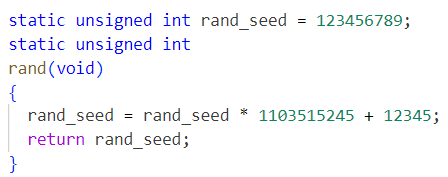 static unsigned int rand_seed = 123456789;
static unsigned int
rand(void)
{
  rand_seed = rand_seed * 1103515245 + 12345;
  return rand_seed;
}